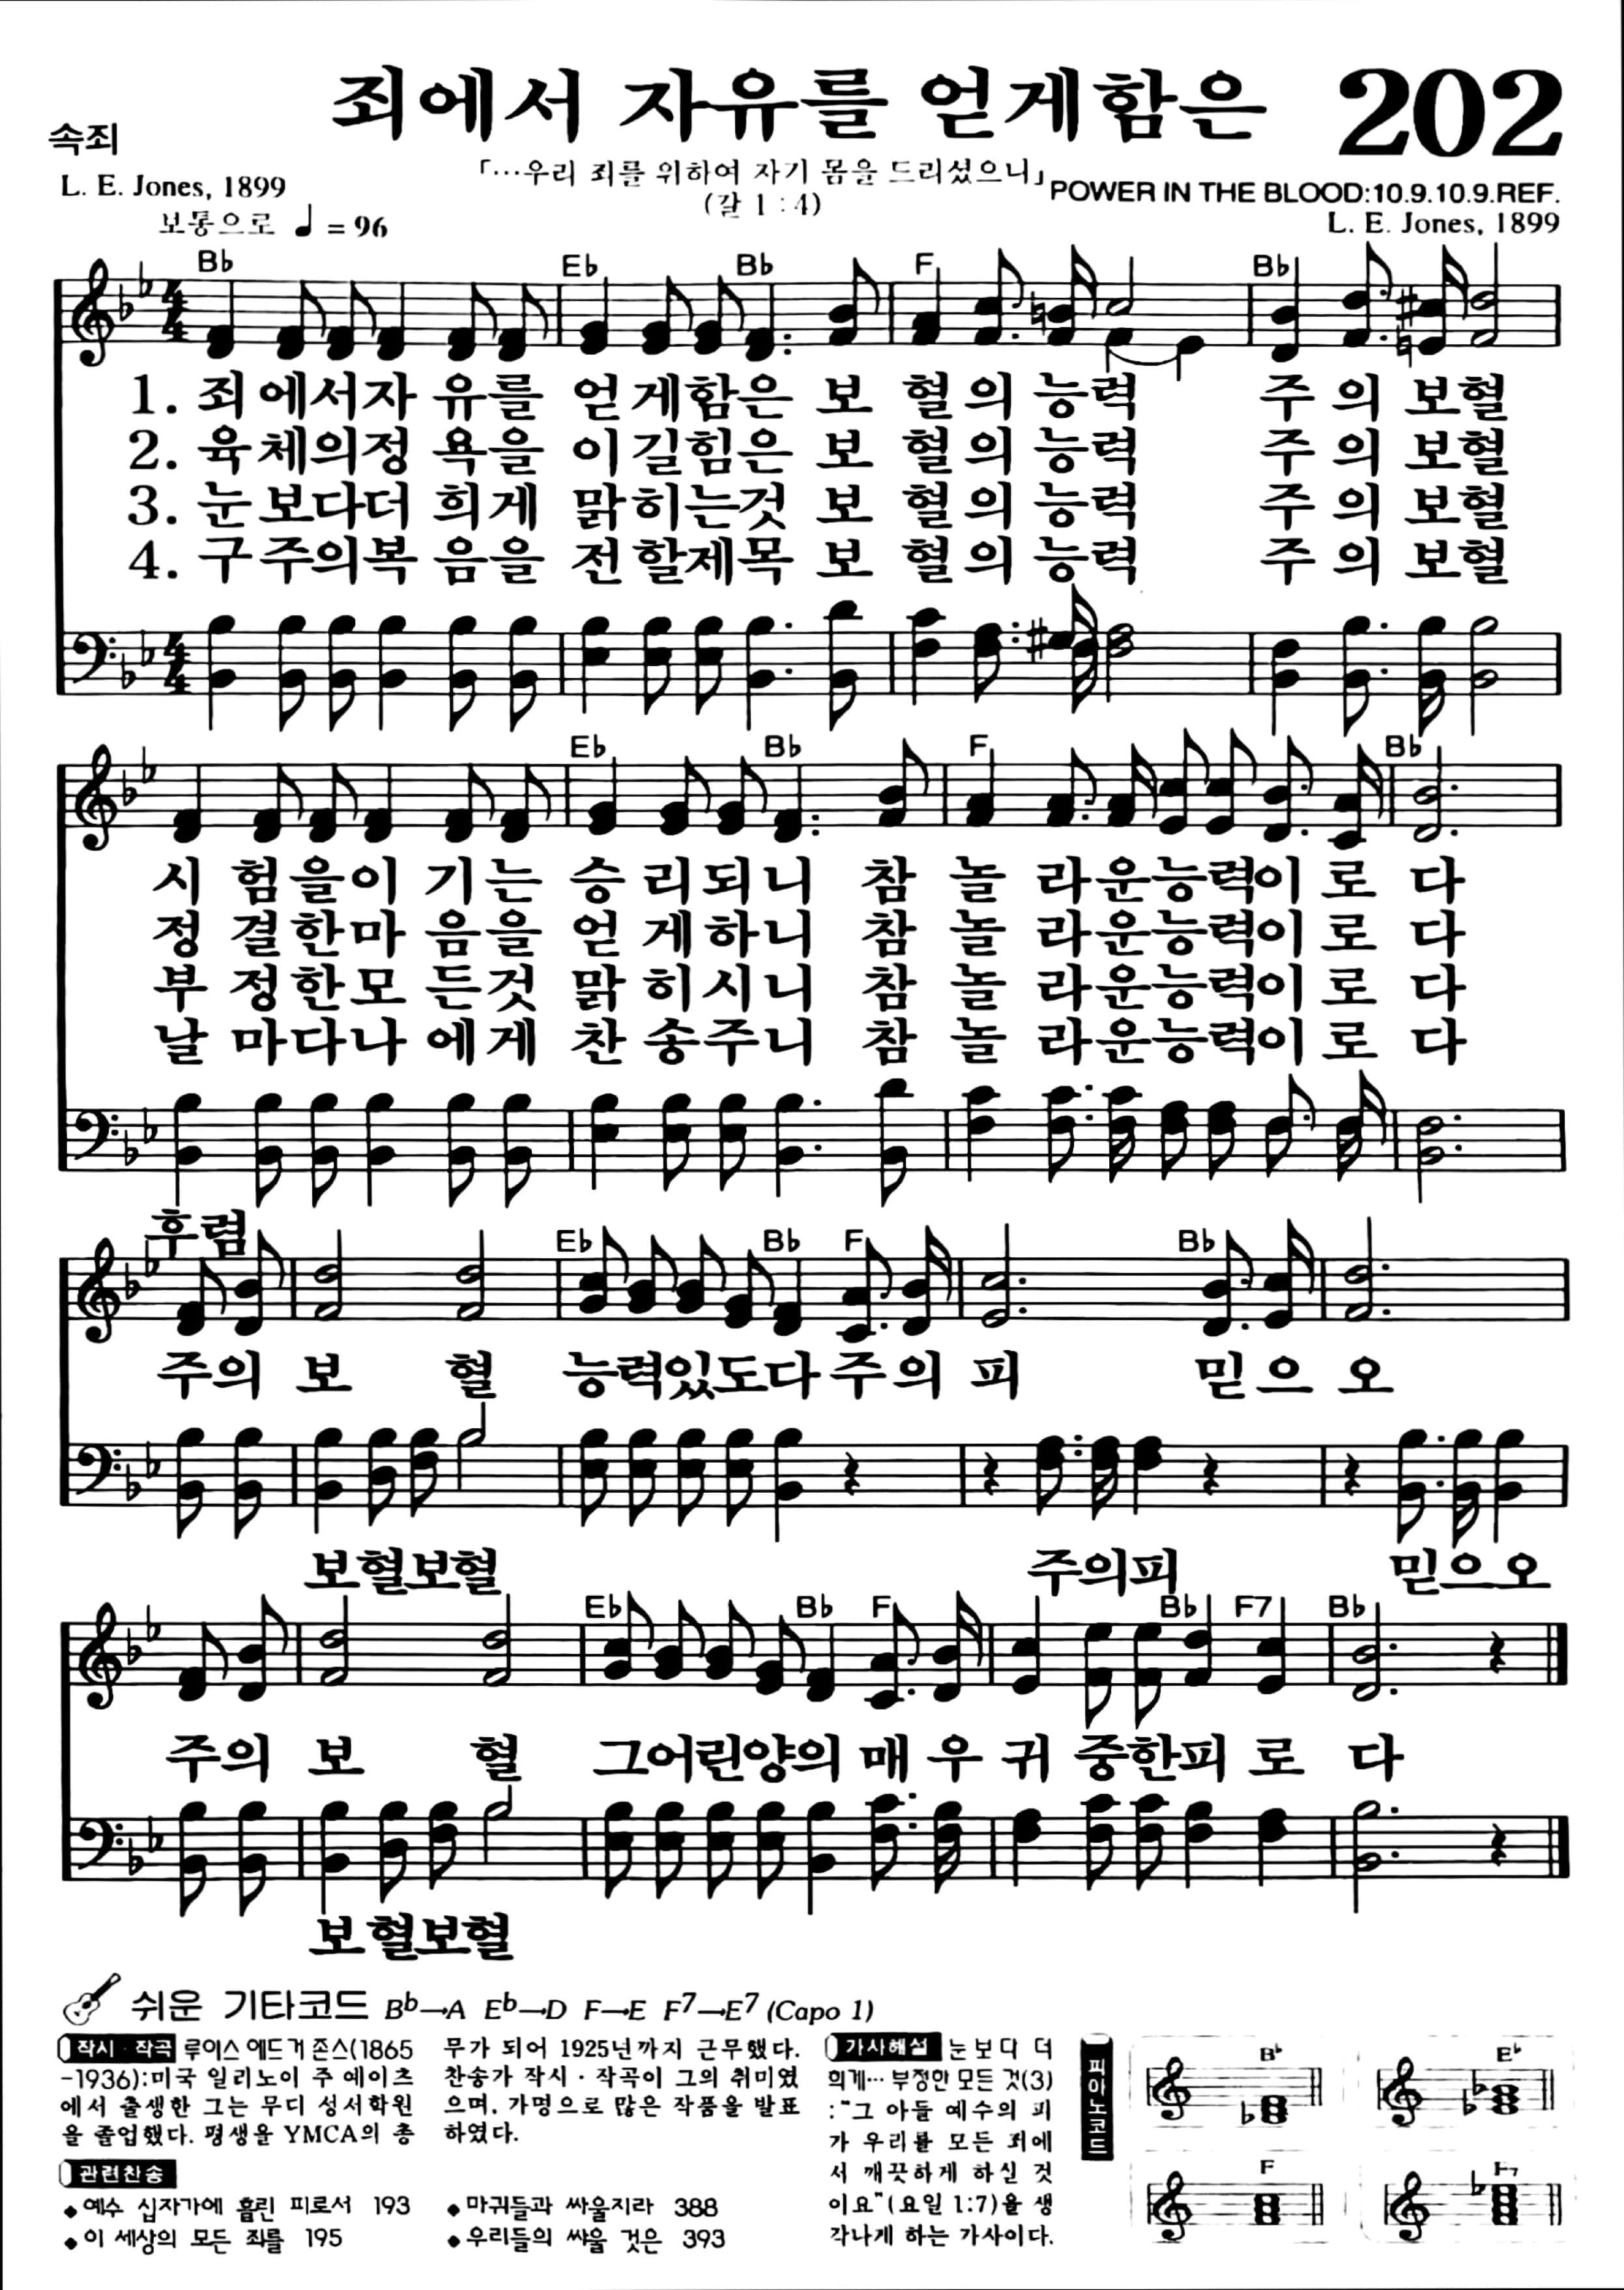 죄에서 자유를 얻게함은 202
속죄
「…우리 죄를 위하여 자기 몸을 드리셨으니」
(갈 1 : 4)
L. E. Jones, 1899
POWER IN THE BLOOD:10.9.10.9.REF.
L. E. Jones, 1899
보통으로 ♩ = 96
B♭ E♭ B♭ F B♭
4/4
1. 죄에서자 유를 얻게함은 보 혈의 능력 주의 보혈
2. 육체의정 욕을 이길힘은 보 혈의 능력 주의 보혈
3. 눈보다더 희게 맑히는것 보 혈의 능력 주의 보혈
4. 구주의복 음을 전할제목 보 혈의 능력 주의 보혈
4/4
E♭ B♭ F B♭
시 험을이 기는 승리되니 참 놀 라운능력이 로 다
정 결한마 음을 얻게하니 참 놀 라운능력이 로 다
부 정한모 든것 맑히시니 참 놀 라운능력이 로 다
날 마다나 에게 찬송주니 참 놀 라운능력이 로 다
후렴
E♭ B♭ F B♭
주의 보 혈 능력있도다 주의 피 믿으 오
보혈보혈 주의피 믿으오
E♭ B♭ F B♭ F7 B♭
주의 보 혈 그어린양의 매 우 귀 중한피 로 다
보혈보혈
쉬운 기타코드 B♭→A E♭→D F→E F7→E7 (Capo 1)
작시·작곡 루이스 에드거 존스(1865
-1936):미국 일리노이 주 예이츠
에서 출생한 그는 무디 성서학원
을 졸업했다. 평생을 YMCA의 총
무가 되어 1925년까지 근무했다.
찬송가 작시·작곡이 그의 취미였
으며, 가명으로 많은 작품을 발표
하였다.
관련찬송
◆예수 십자가에 흘린 피로서 193
◆이 세상의 모든 죄를 195
◆마귀들과 싸울지라 388
◆우리들의 싸울 것은 393
가사해설 눈보다 더
희게… 부정한 모든 것(3)
:"그 아들 예수의 피
가 우리를 모든 죄에
서 깨끗하게 하실 것
이요"(요일 1:7)을 생
각나게 하는 가사이다.
피아노코드
B♭ E♭
F F7